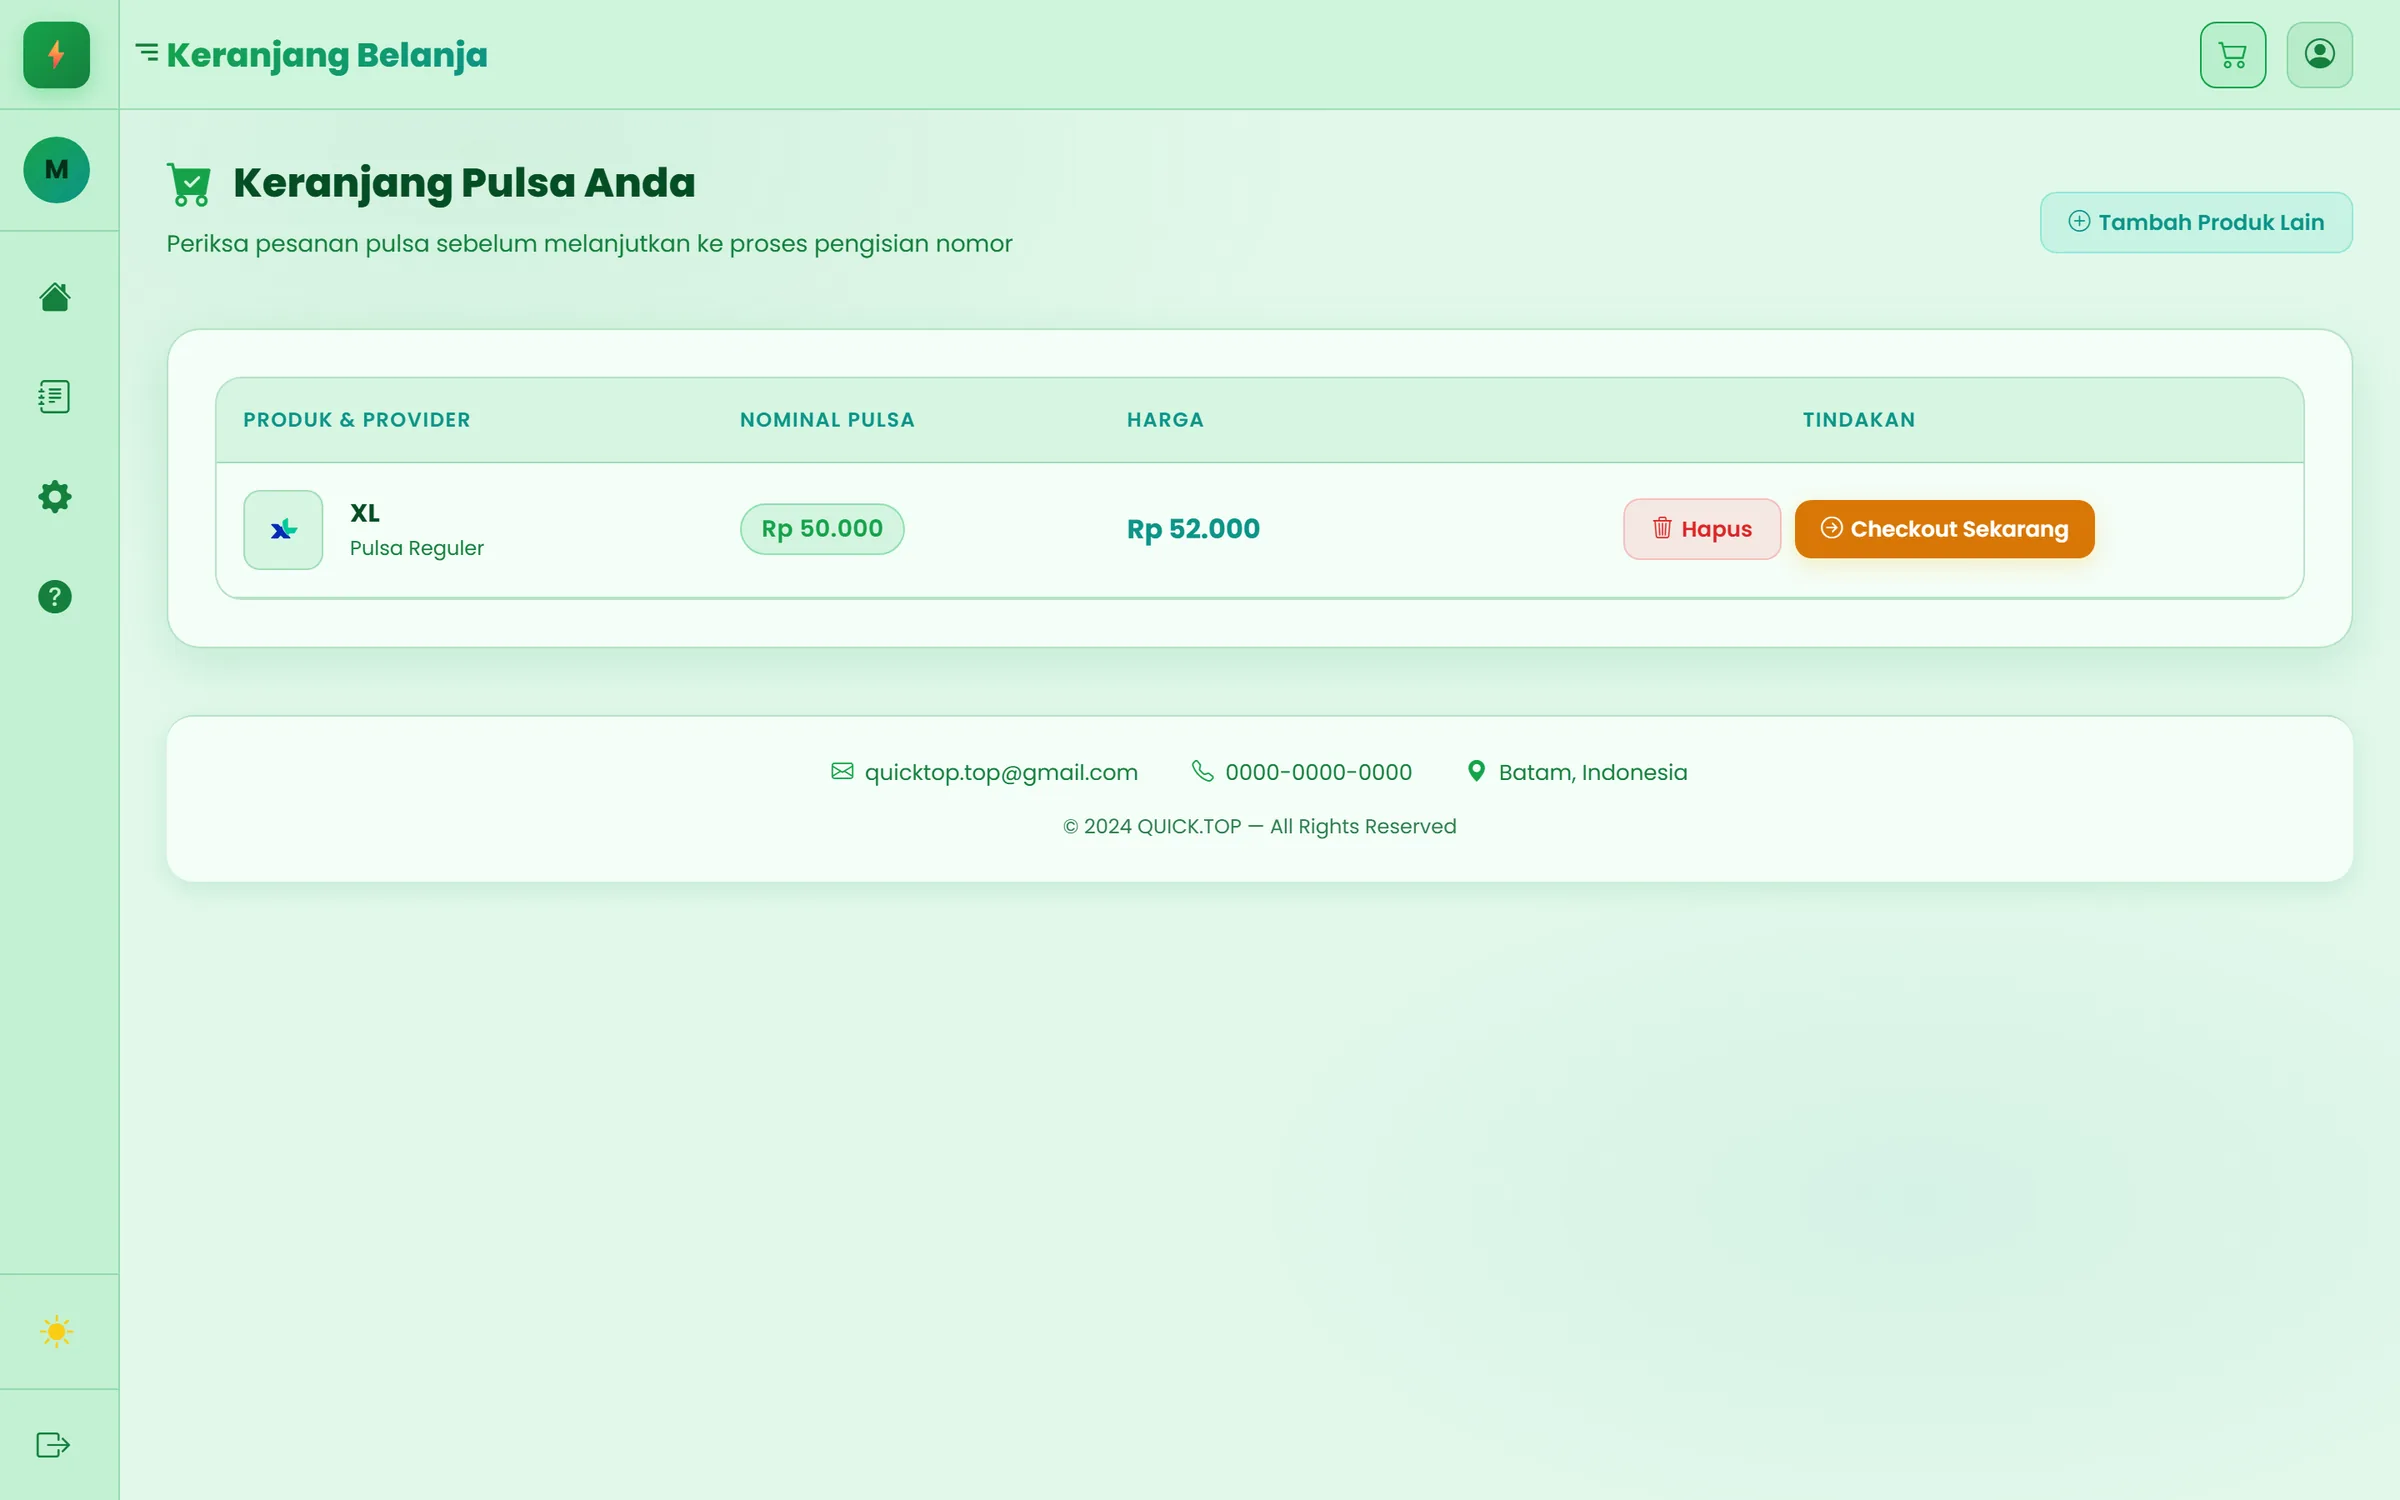 Keranjang Belanja
M
Keranjang Pulsa Anda
Periksa pesanan pulsa sebelum melanjutkan ke proses pengisian nomor
Tambah Produk Lain
PRODUK & PROVIDER NOMINAL PULSA HARGA TINDAKAN
XL
Pulsa Reguler
Rp 50.000
Rp 52.000
Hapus
Checkout Sekarang
quicktop.top@gmail.com 0000-0000-0000 Batam, Indonesia
© 2024 QUICK.TOP — All Rights Reserved